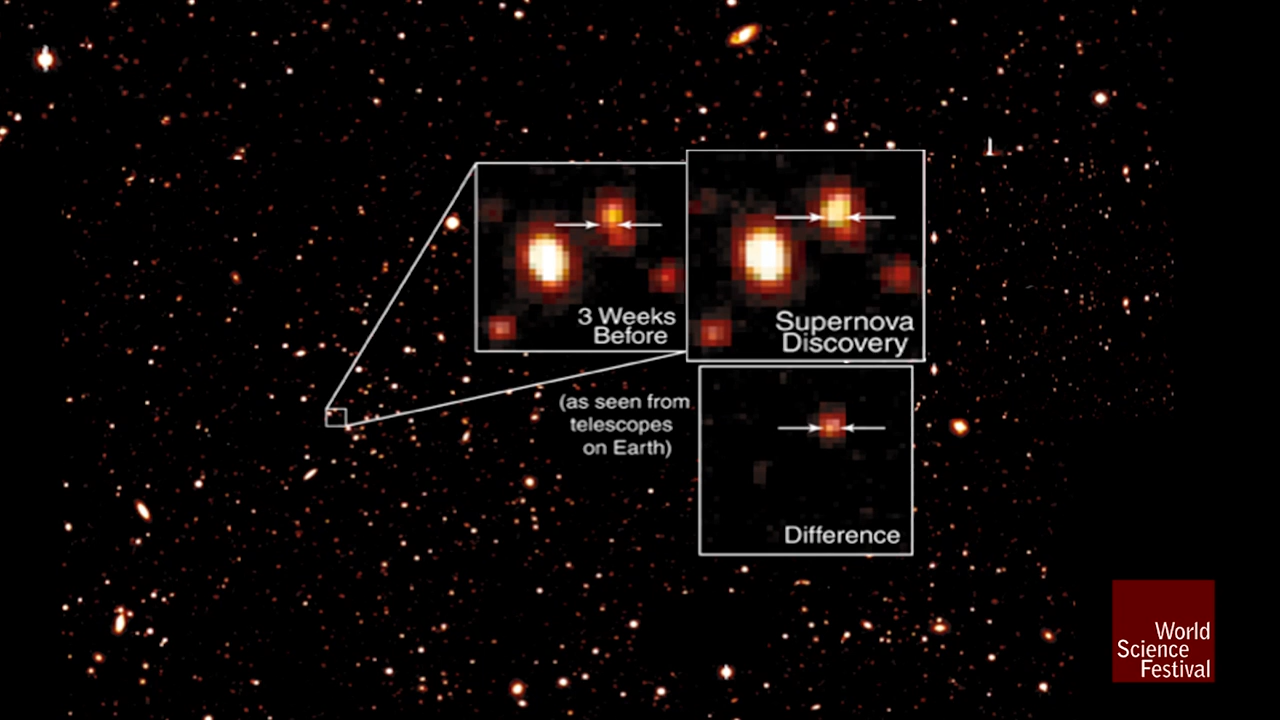 3 Weeks
Before
Supernova
Discovery
(as seen from
telescopes
on Earth)
Difference
World
Science
Festival